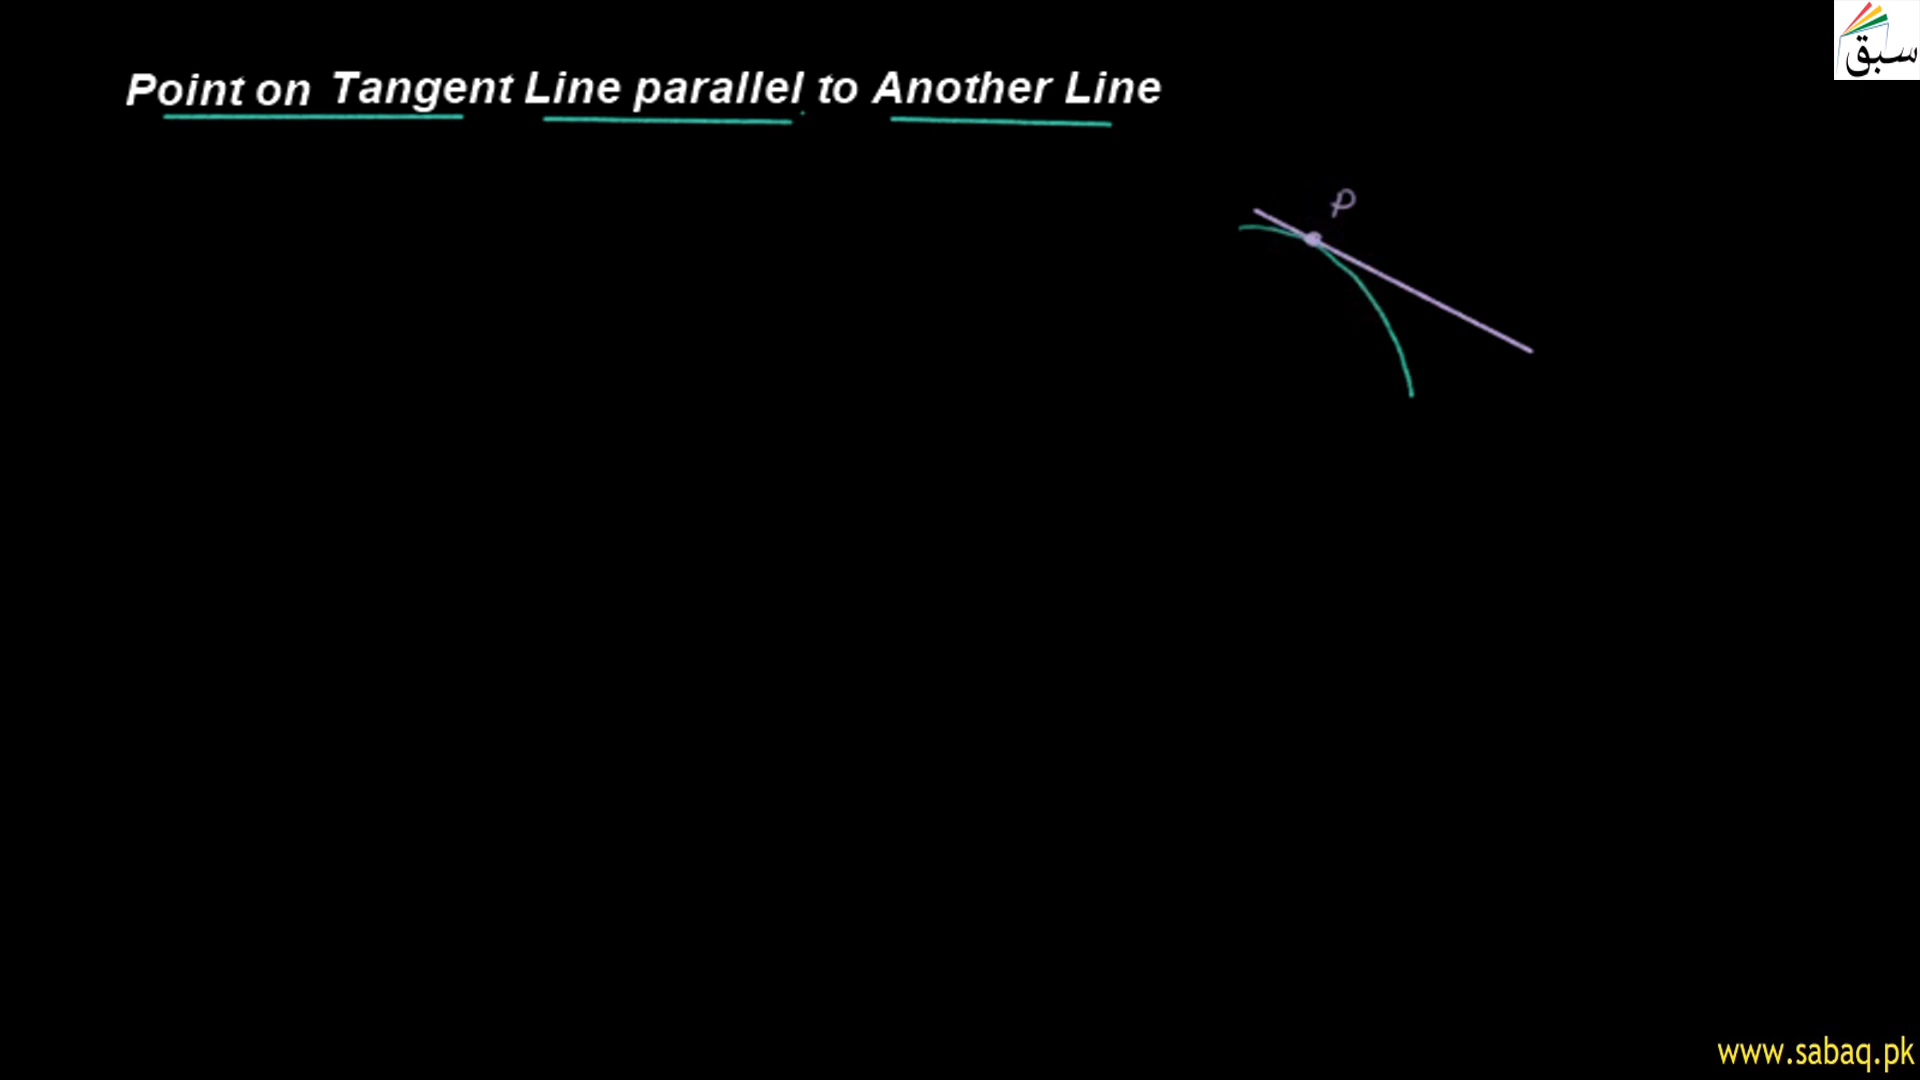 سبق
Point on Tangent Line parallel to Another Line
P
www.sabaq.pk